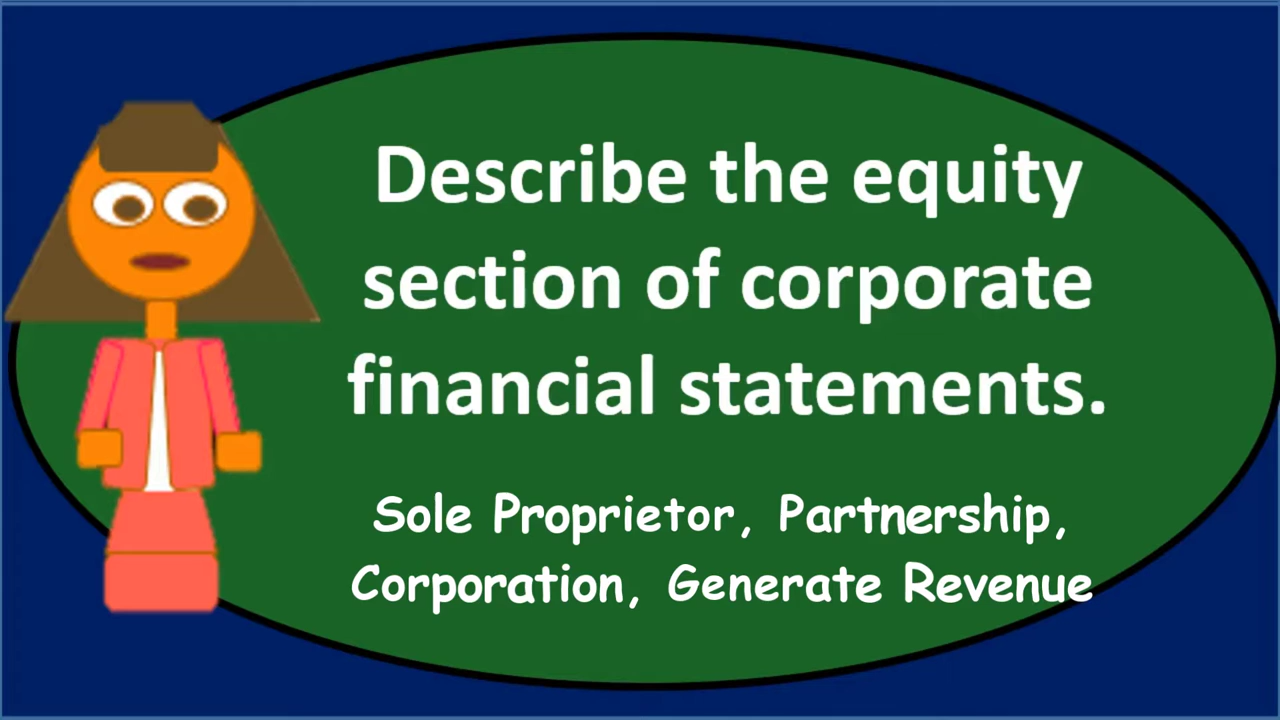 Describe the equity
section of corporate
financial statements.
Sole Proprietor, Partnership,
Corporation, Generate Revenue